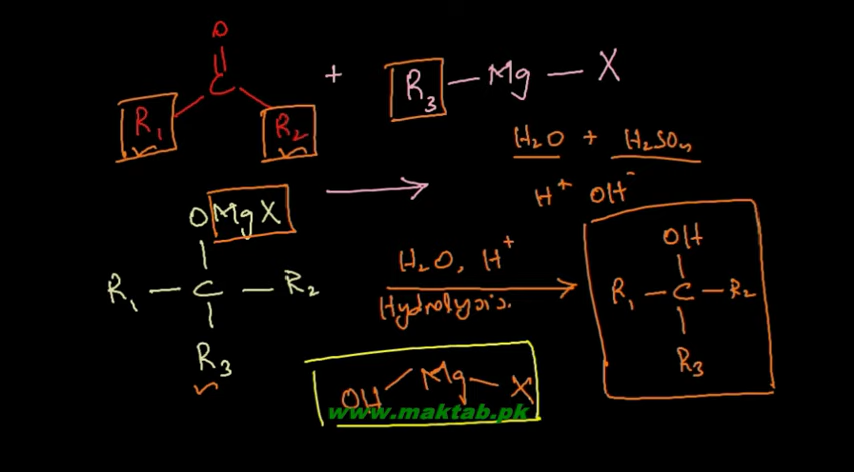 O
||
C
R₁ R₂ + R₃ — Mg — X
H₂O + H₂SO₄
H⁺ OH⁻
OMgX
|
R₁ — C — R₂
|
R₃
H₂O, H⁺
Hydrolysis.
OH
|
R₁ — C — R₂
|
R₃
OH Mg — X
www.maktab.pk